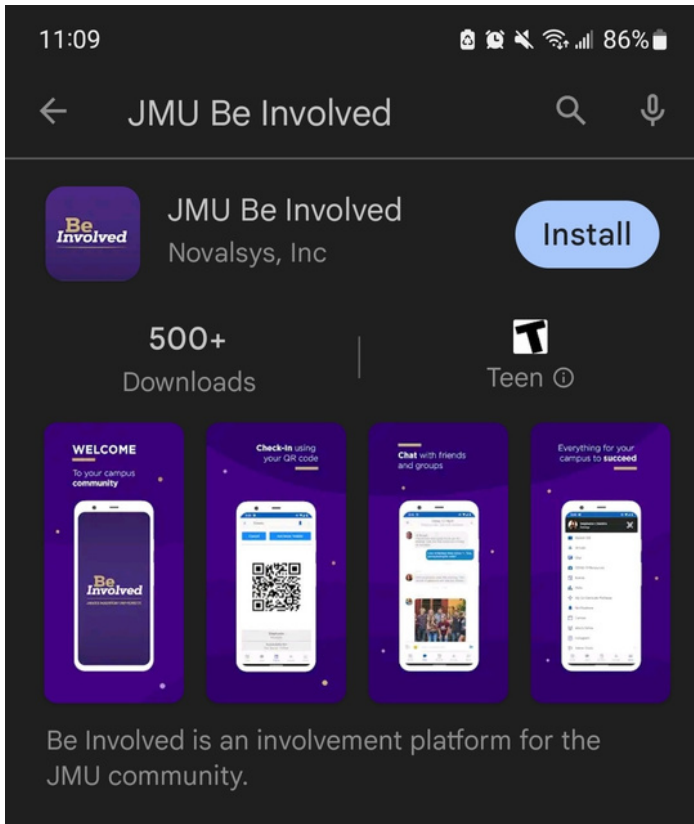 11:09
86%
JMU Be Involved
Be
Involved
JMU Be Involved
Novalsys, Inc
Install
500+
Downloads
T
Teen
WELCOME
To your campus
community
Be
Involved
Check-In using
your QR code
Chat with friends
and groups
Everything for your
campus to succeed
Be Involved is an involvement platform for the
JMU community.